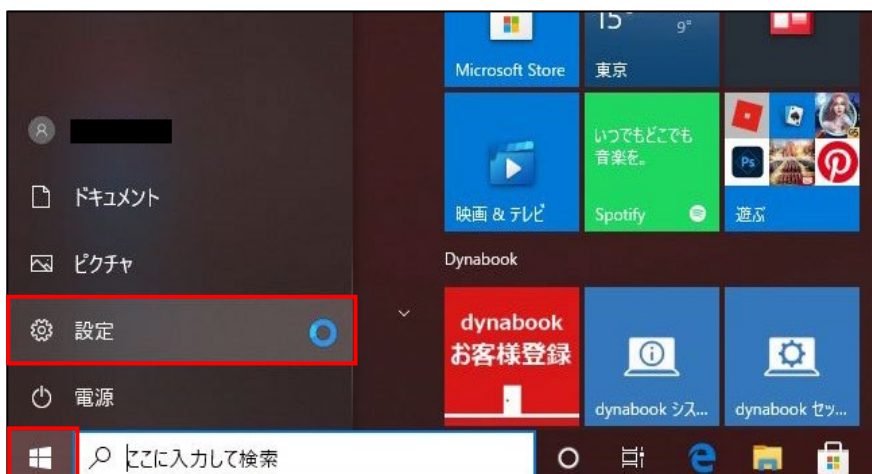 15°
9°
Microsoft Store
東京
ドキュメント
ピクチャ
設定
電源
ここに入力して検索
いつでもどこでも
音楽を。
Ps
映画 & テレビ
Spotify
遊ぶ
Dynabook
dynabook
お客様登録
dynabook シス...
dynabook セッ...